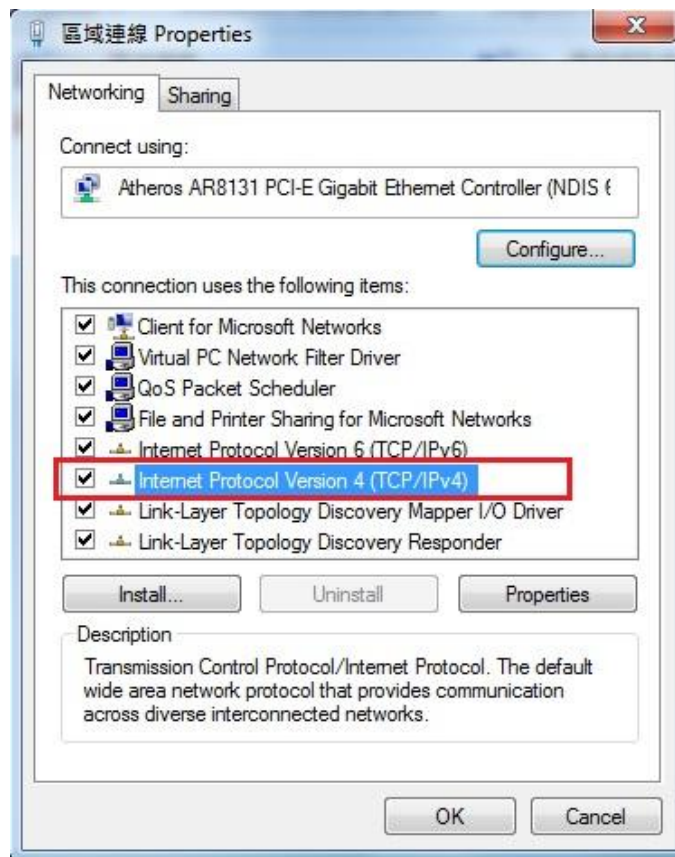 區域連線 Properties
Networking
Sharing
Connect using:
Atheros AR8131 PCI-E Gigabit Ethernet Controller (NDIS 6
Configure...
This connection uses the following items:
Client for Microsoft Networks
Virtual PC Network Filter Driver
QoS Packet Scheduler
File and Printer Sharing for Microsoft Networks
Internet Protocol Version 6 (TCP/IPv6)
Internet Protocol Version 4 (TCP/IPv4)
Link-Layer Topology Discovery Mapper I/O Driver
Link-Layer Topology Discovery Responder
Install...
Uninstall
Properties
Description
Transmission Control Protocol/Internet Protocol. The default
wide area network protocol that provides communication
across diverse interconnected networks.
OK
Cancel